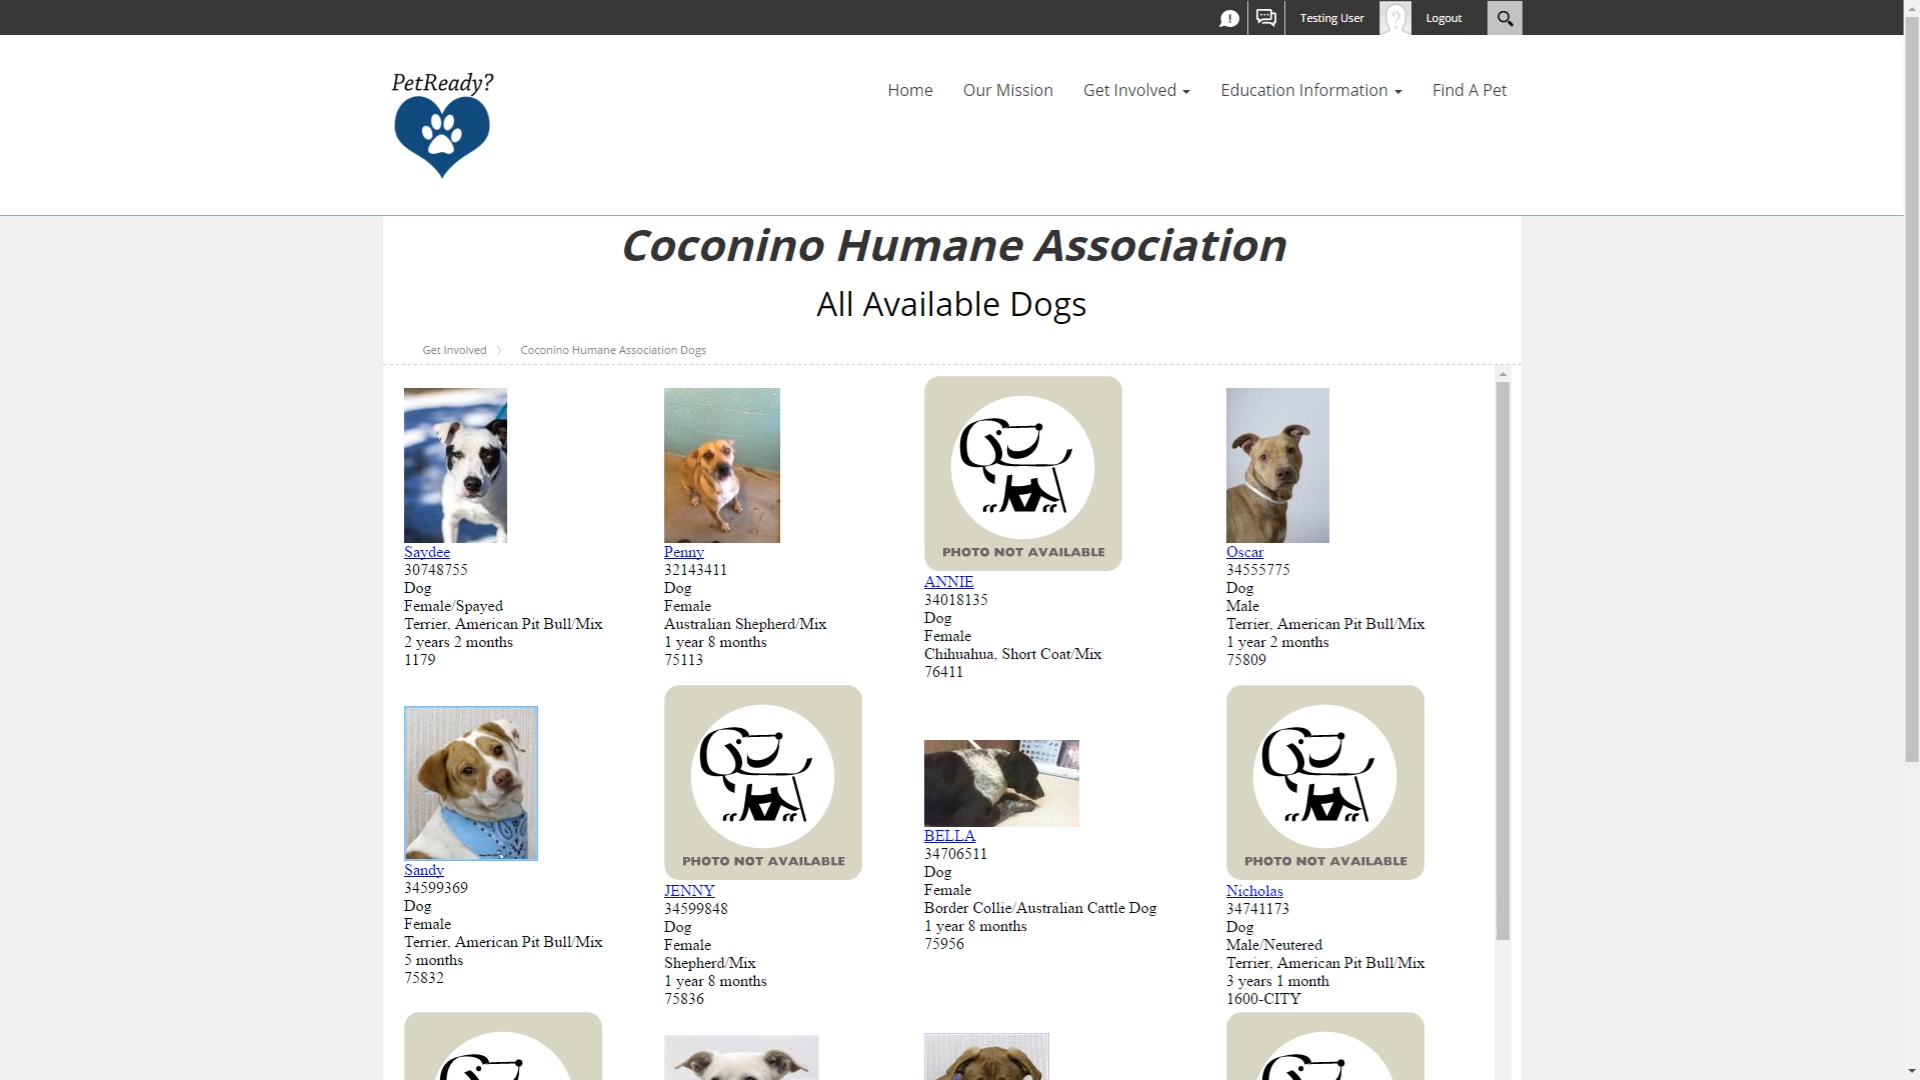 Testing User
Logout
PetReady?
Home
Our Mission
Get Involved
Education Information
Find A Pet
Coconino Humane Association
All Available Dogs
Get Involved
Coconino Humane Association Dogs
Saydee
30748755
Dog
Female/Spayed
Terrier, American Pit Bull/Mix
2 years 2 months
1179
Penny
32143411
Dog
Female
Australian Shepherd/Mix
1 year 8 months
75113
PHOTO NOT AVAILABLE
ANNIE
34018135
Dog
Female
Chihuahua, Short Coat/Mix
76411
Oscar
34555775
Dog
Male
Terrier, American Pit Bull/Mix
1 year 2 months
75809
Sandy
34599369
Dog
Female
Terrier, American Pit Bull/Mix
5 months
75832
PHOTO NOT AVAILABLE
JENNY
34599848
Dog
Female
Shepherd/Mix
1 year 8 months
75836
BELLA
34706511
Dog
Female
Border Collie/Australian Cattle Dog
1 year 8 months
75956
PHOTO NOT AVAILABLE
Nicholas
34741173
Dog
Male/Neutered
Terrier, American Pit Bull/Mix
3 years 1 month
1600-CITY